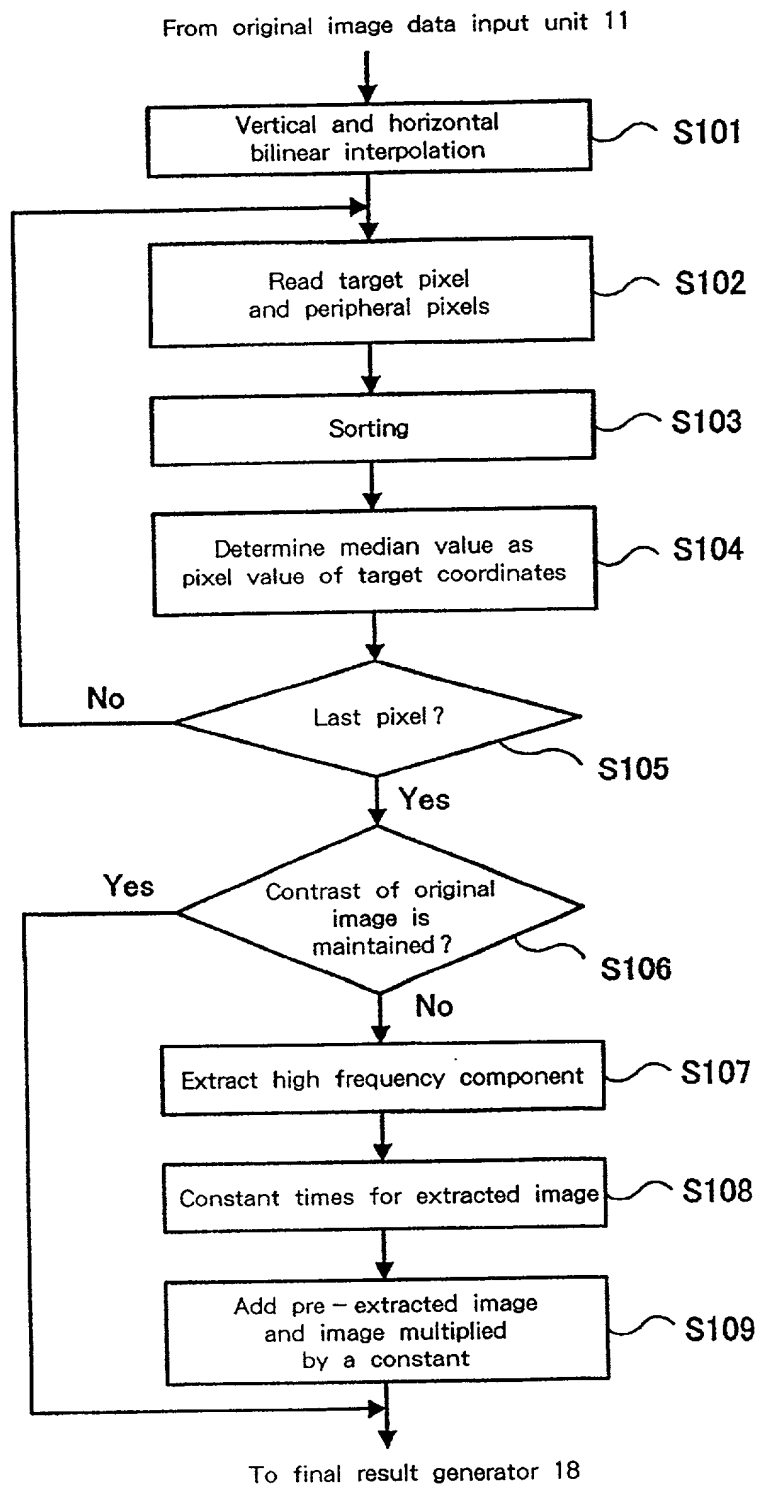 From original image data input unit 11
Vertical and horizontal
bilinear interpolation
S101
Read target pixel
and peripheral pixels
S102
Sorting
S103
Determine median value as
pixel value of target coordinates
S104
No
Last pixel?
S105
Yes
Yes
Contrast of original
image is
maintained?
S106
No
Extract high frequency component
S107
Constant times for extracted image
S108
Add pre-extracted image
and image multiplied
by a constant
S109
To final result generator 18